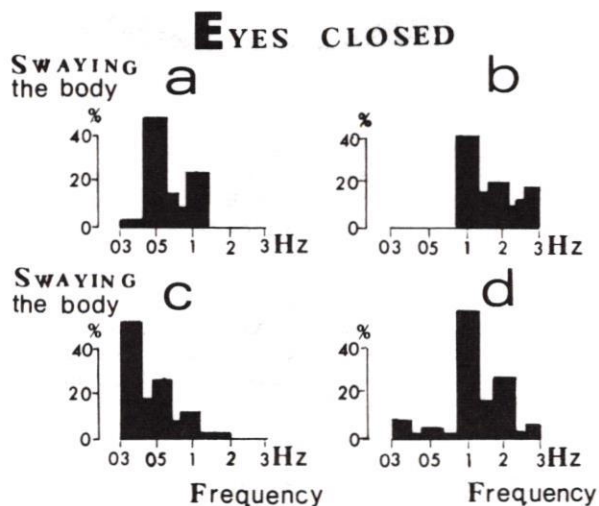 EYES CLOSED
SWAYING
the body
a
b
%
40
20
0
03 05 1 2 3 Hz
%
40
20
0
03 05 1 2 3 Hz
SWAYING
the body
c
d
%
40
20
0
03 05 1 2 3 Hz
Frequency
%
40
20
0
03 05 1 2 3 Hz
Frequency